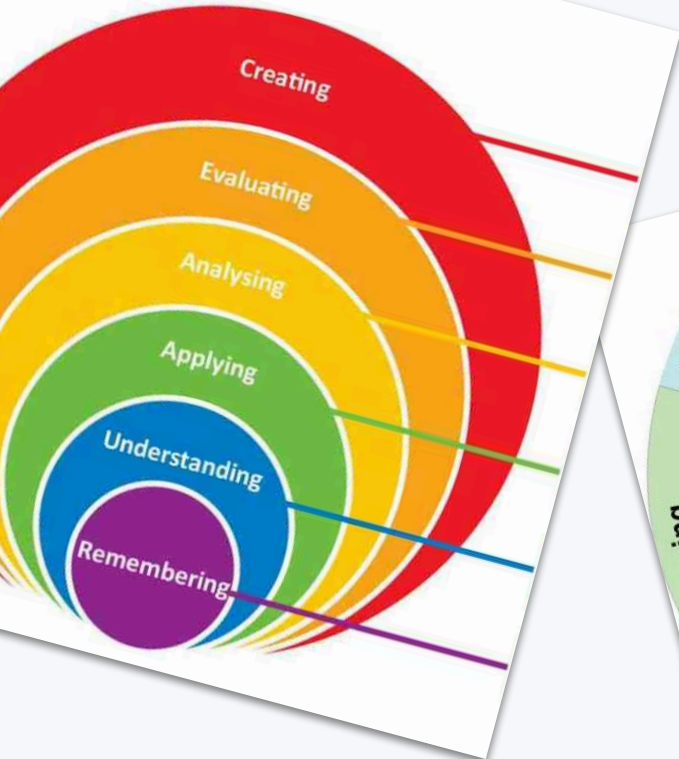 Creating
Evaluating
Analysing
Applying
Understanding
Remembering